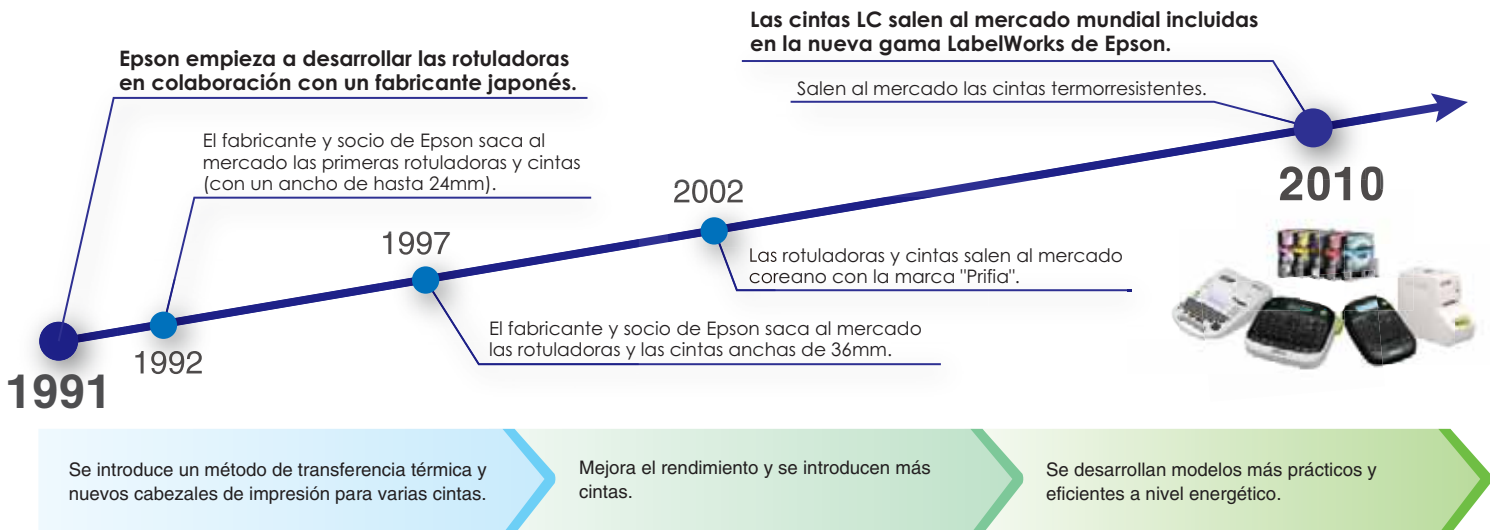 Epson empieza a desarrollar las rotuladoras
en colaboración con un fabricante japonés.
El fabricante y socio de Epson saca al
mercado las primeras rotuladoras y cintas
(con un ancho de hasta 24mm).
Las cintas LC salen al mercado mundial incluidas
en la nueva gama LabelWorks de Epson.
Salen al mercado las cintas termorresistentes.
1991
1992
1997
El fabricante y socio de Epson saca al mercado
las rotuladoras y las cintas anchas de 36mm.
2002
Las rotuladoras y cintas salen al mercado
coreano con la marca "Prifia".
2010
Se introduce un método de transferencia térmica y
nuevos cabezales de impresión para varias cintas.
Mejora el rendimiento y se introducen más
cintas.
Se desarrollan modelos más prácticos y
eficientes a nivel energético.